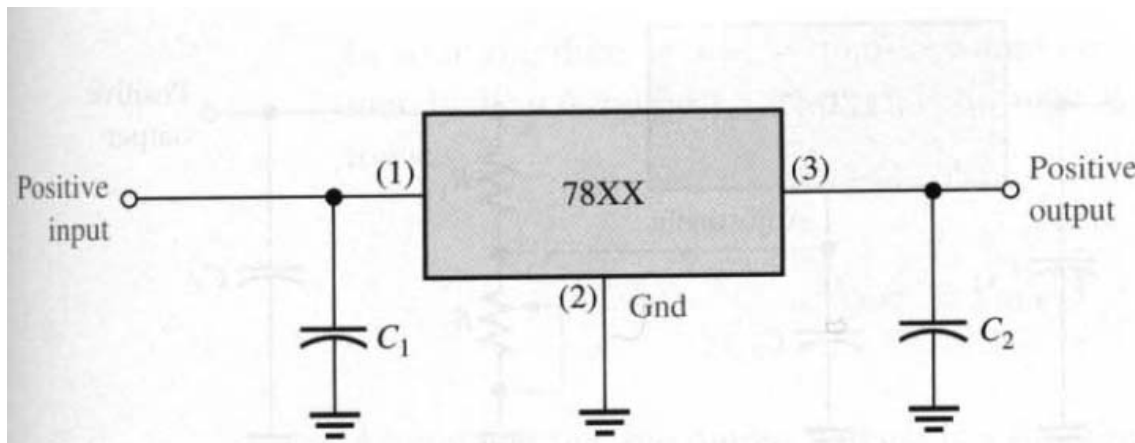 Positive
input
(1)
78XX
(3)
Positive
output
(2)
Gnd
C1
C2